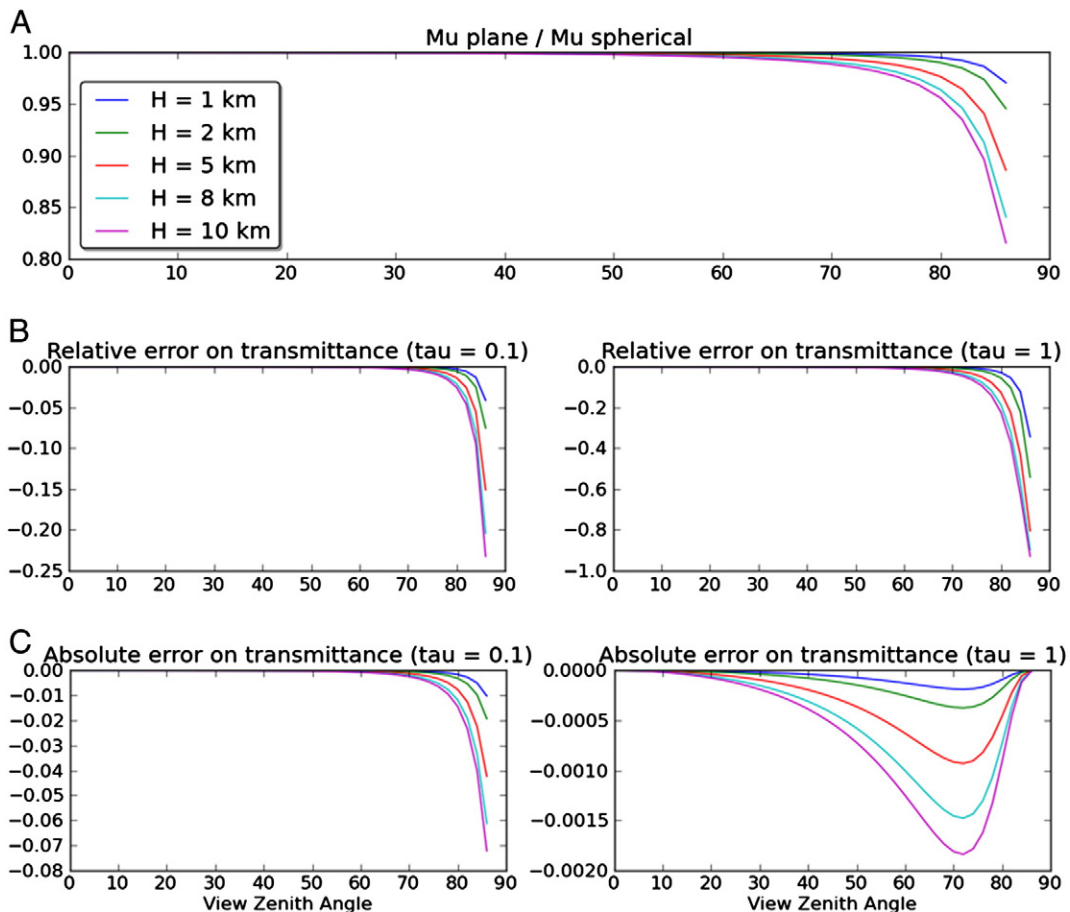 A
Mu plane / Mu spherical
1.00
0.95
0.90
0.85
0.80
H = 1 km
H = 2 km
H = 5 km
H = 8 km
H = 10 km
0 10 20 30 40 50 60 70 80 90
B
Relative error on transmittance (tau = 0.1)
0.00
−0.05
−0.10
−0.15
−0.20
−0.25
0 10 20 30 40 50 60 70 80 90
Relative error on transmittance (tau = 1)
0.0
−0.2
−0.4
−0.6
−0.8
−1.0
0 10 20 30 40 50 60 70 80 90
C
Absolute error on transmittance (tau = 0.1)
0.00
−0.01
−0.02
−0.03
−0.04
−0.05
−0.06
−0.07
−0.08
0 10 20 30 40 50 60 70 80 90
View Zenith Angle
Absolute error on transmittance (tau = 1)
0.0000
−0.0005
−0.0010
−0.0015
−0.0020
0 10 20 30 40 50 60 70 80 90
View Zenith Angle